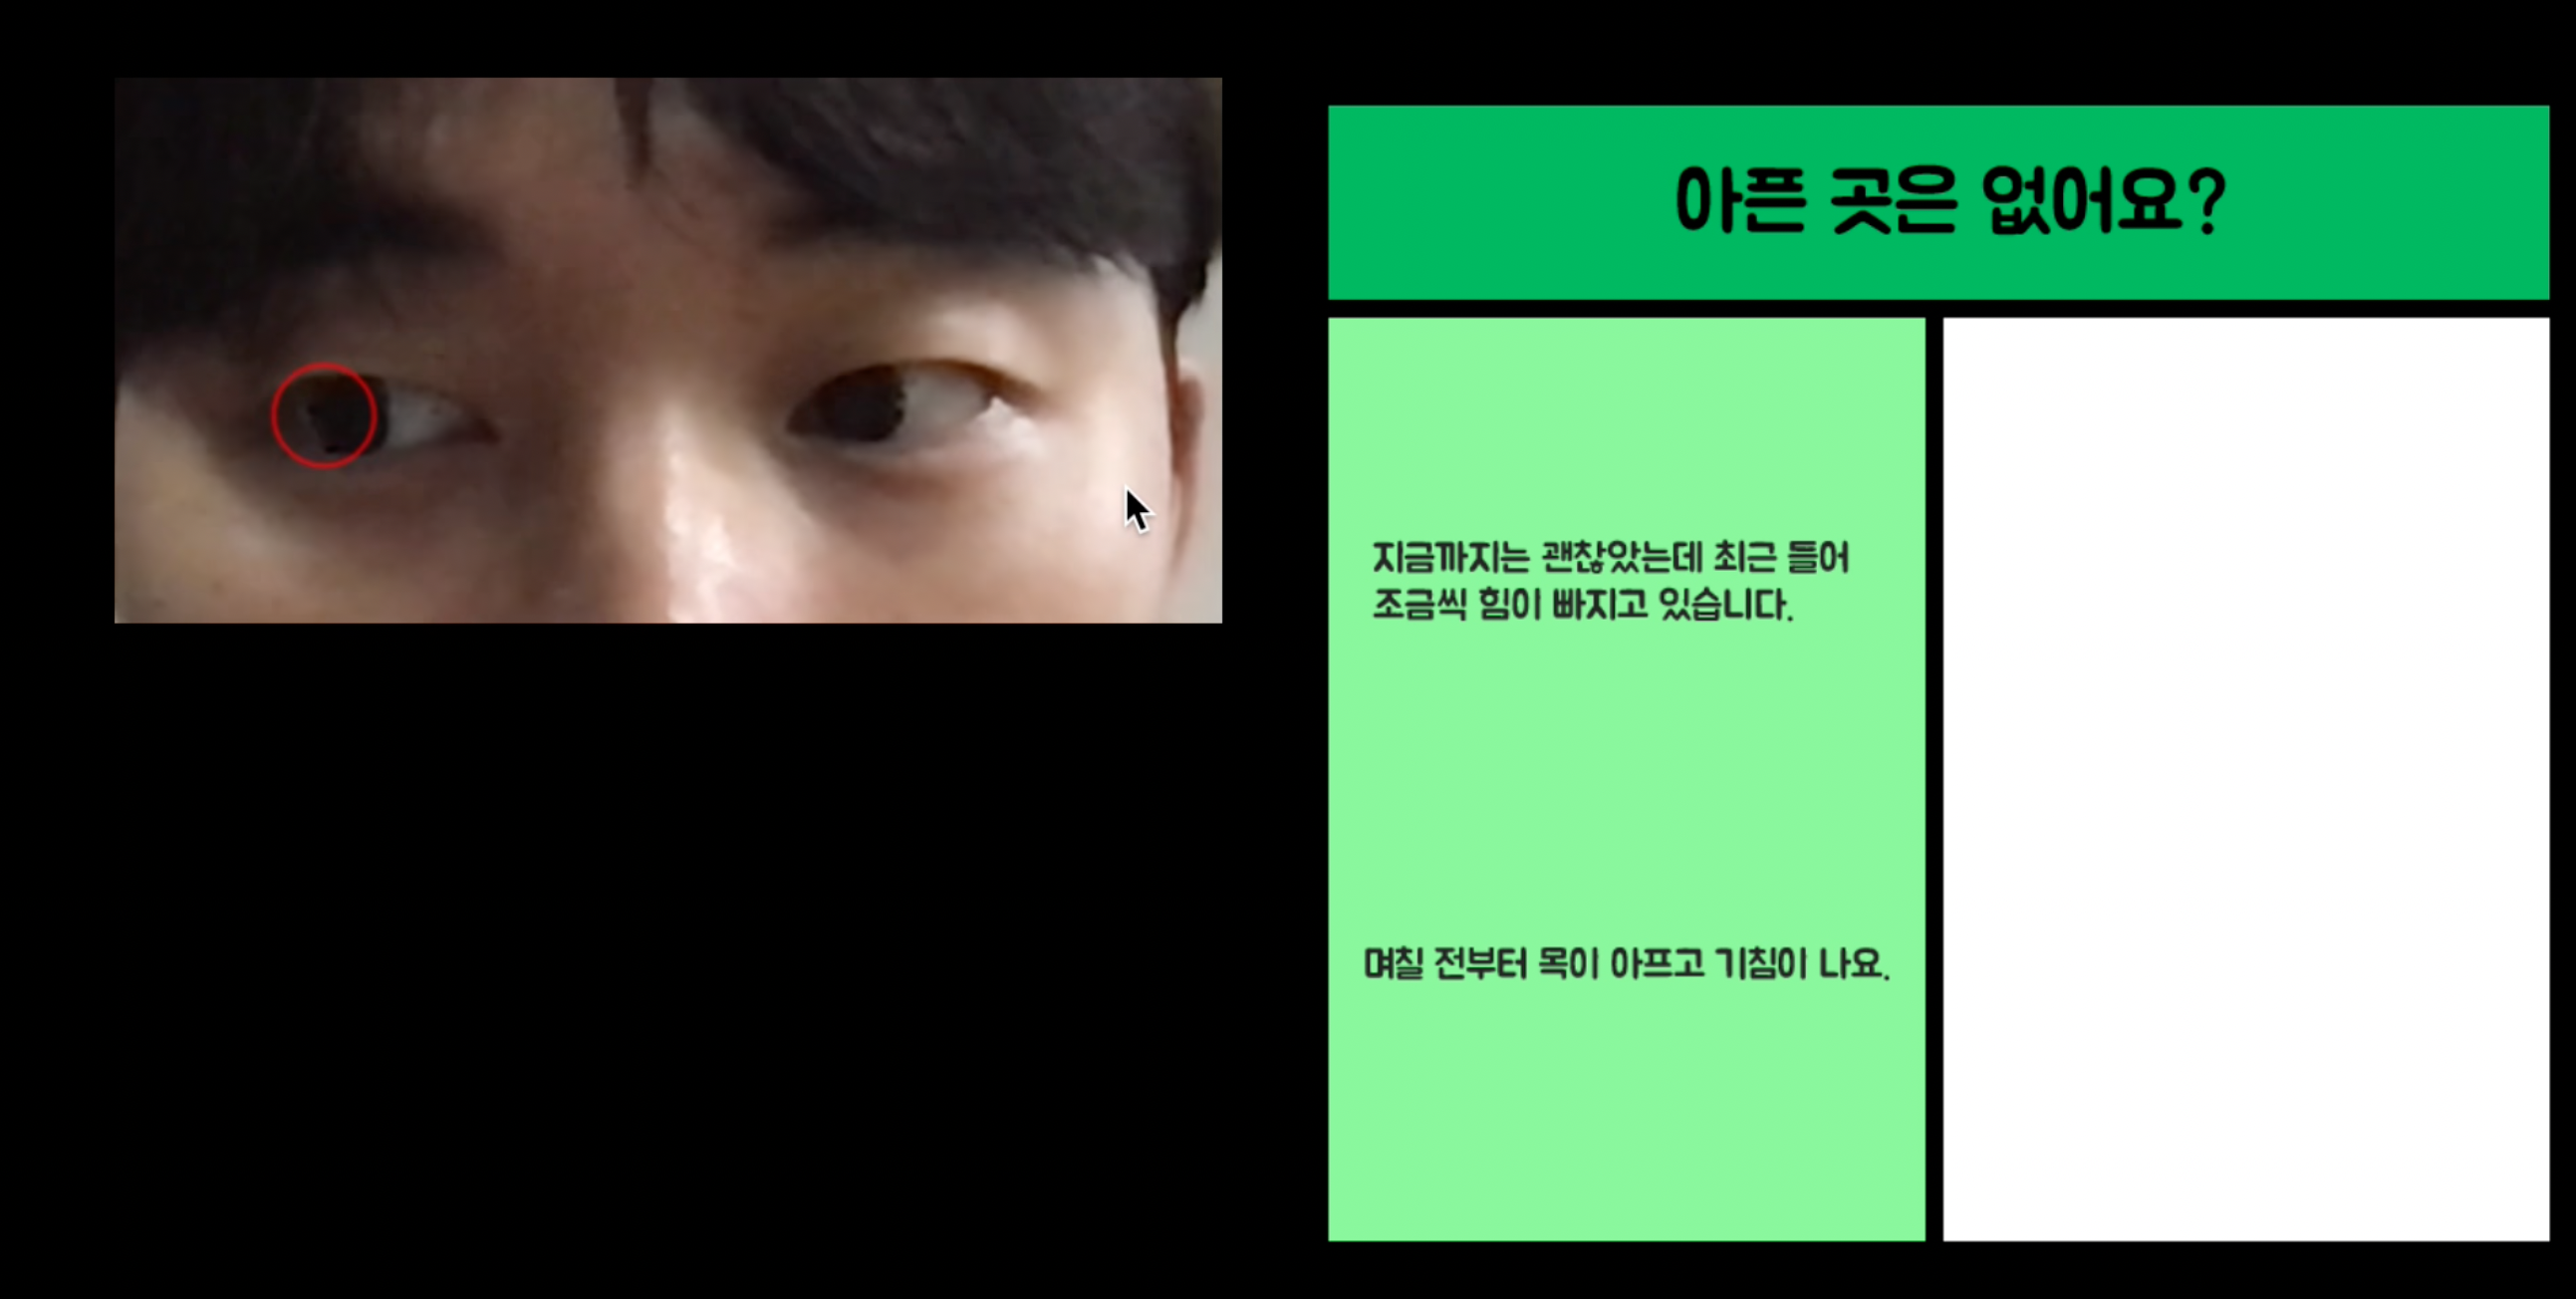 아픈 곳은 없어요?
지금까지는 괜찮았는데 최근 들어
조금씩 힘이 빠지고 있습니다.
며칠 전부터 목이 아프고 기침이 나요.